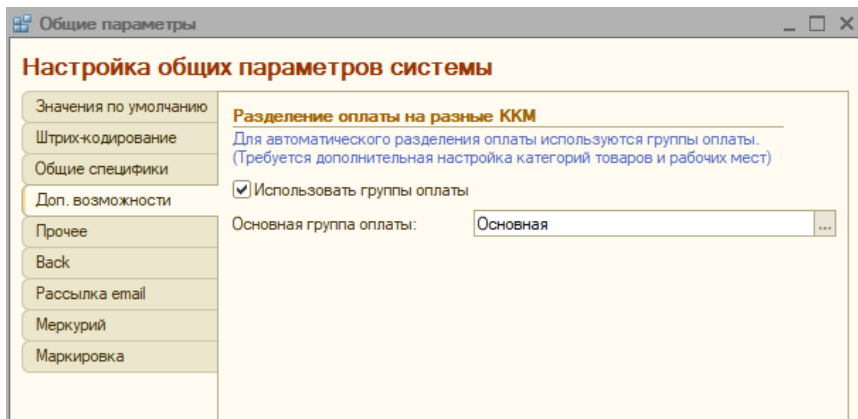 Общие параметры
Настройка общих параметров системы
Значения по умолчанию
Штрих-кодирование
Общие специфики
Доп. возможности
Прочее
Back
Рассылка email
Меркурий
Маркировка
Разделение оплаты на разные ККМ
Для автоматического разделения оплаты используются группы оплаты.
(Требуется дополнительная настройка категорий товаров и рабочих мест)
Использовать группы оплаты
Основная группа оплаты: Основная ...